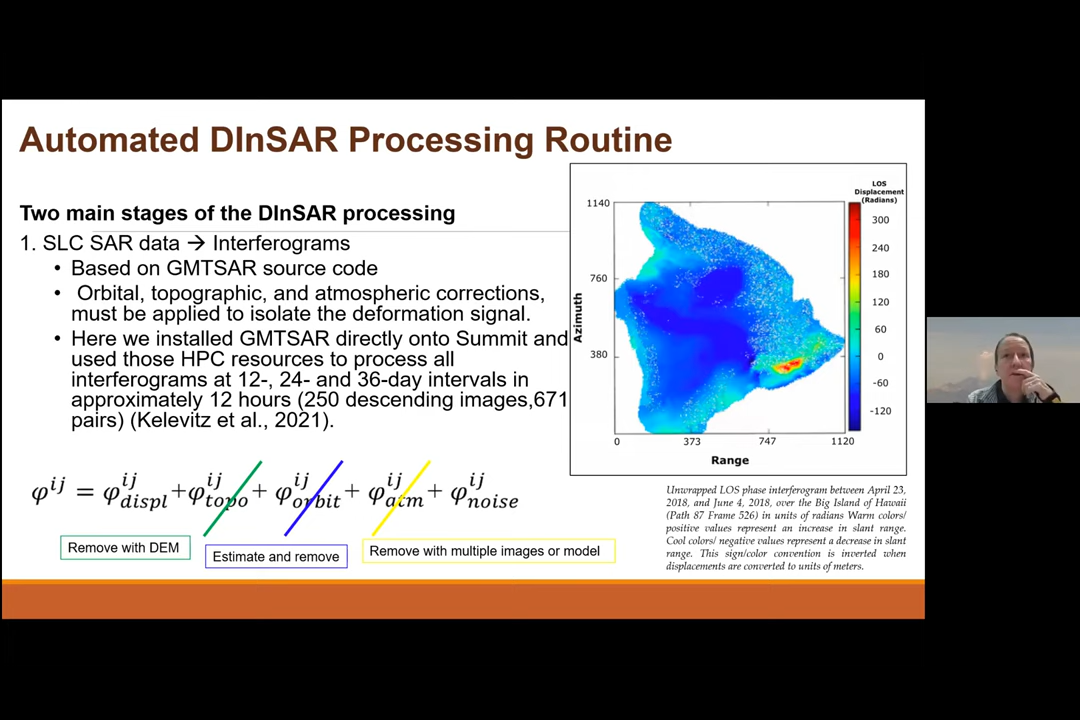 Automated DInSAR Processing Routine
Two main stages of the DInSAR processing
1. SLC SAR data → Interferograms
• Based on GMTSAR source code
• Orbital, topographic, and atmospheric corrections,
must be applied to isolate the deformation signal.
• Here we installed GMTSAR directly onto Summit and
used those HPC resources to process all
interferograms at 12-, 24- and 36-day intervals in
approximately 12 hours (250 descending images,671
pairs) (Kelevitz et al., 2021).
φ^{ij} = φ^{ij}_{displ} + φ^{ij}_{topo} + φ^{ij}_{orbit} + φ^{ij}_{atm} + φ^{ij}_{noise}
Remove with DEM
Estimate and remove
Remove with multiple images or model
LOS
Displacement
(Radians)
300
240
180
120
60
0
-60
-120
1140
760
380
Azimuth
0 373 747 1120
Range
Unwrapped LOS phase interferogram between April 23,
2018, and June 4, 2018, over the Big Island of Hawaii
(Path 87 Frame 526) in units of radians Warm colors/
positive values represent an increase in slant range.
Cool colors/ negative values represent a decrease in slant
range. This sign/color convention is inverted when
displacements are converted to units of meters.